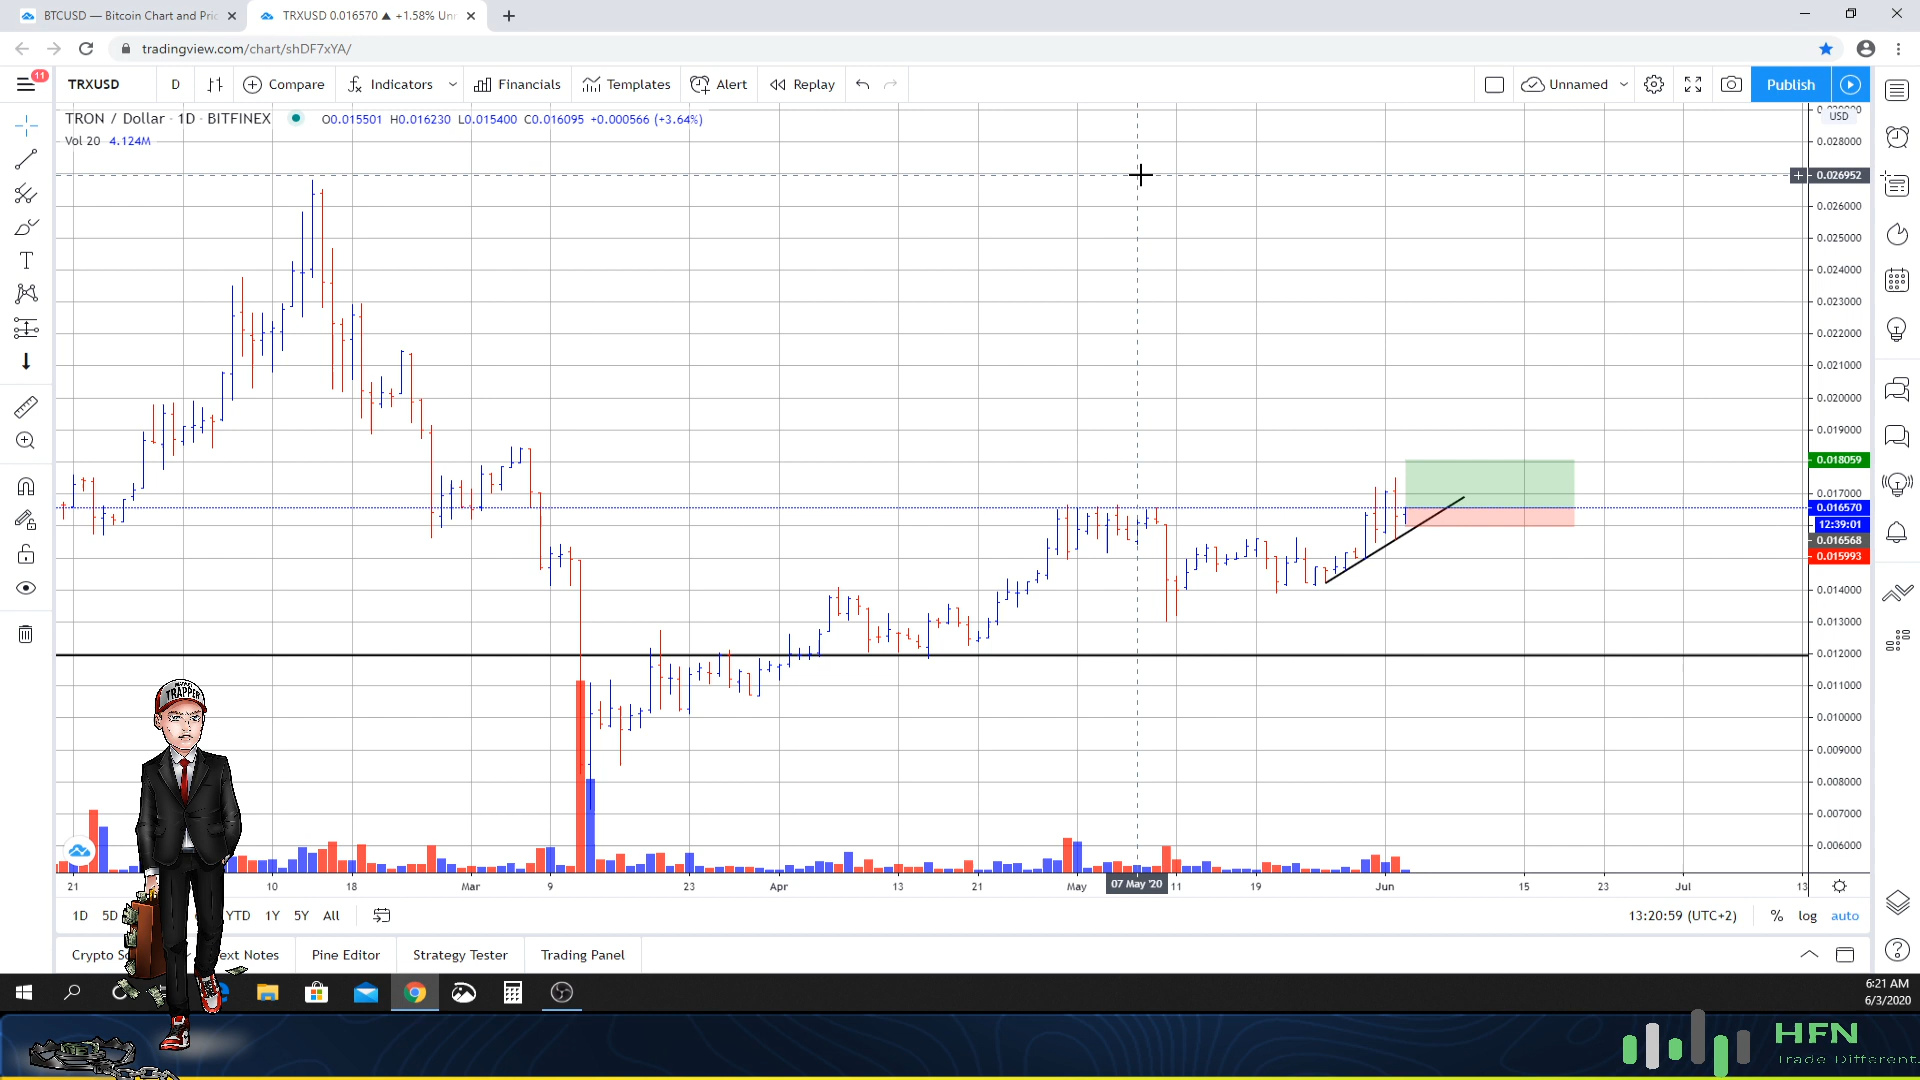 BTCUSD — Bitcoin Chart and Pric
TRXUSD 0.016570 ▲ +1.58% Unn
tradingview.com/chart/shDF7xYA/
11
TRXUSD
D
Compare
Indicators
Financials
Templates
Alert
Replay
Unnamed
Publish
TRON / Dollar · 1D · BITFINEX
O0.015501 H0.016230 L0.015400 C0.016095 +0.000566 (+3.64%)
Vol 20 4.124M
USD
0.028000
0.026952
0.026000
0.025000
0.024000
0.023000
0.022000
0.021000
0.020000
0.019000
0.018059
0.017000
0.016570
12:39:01
0.016568
0.015993
0.014000
0.013000
0.012000
0.011000
0.010000
0.009000
0.008000
0.007000
0.006000
TRAPPER
21 10 18 Mar 9 23 Apr 13 21 May 07 May '20 11 19 Jun 15 23 Jul 13
1D 5D YTD 1Y 5Y All
13:20:59 (UTC+2) % log auto
Crypto Sc ext Notes Pine Editor Strategy Tester Trading Panel
6:21 AM
6/3/2020
HFN
Trade Different.